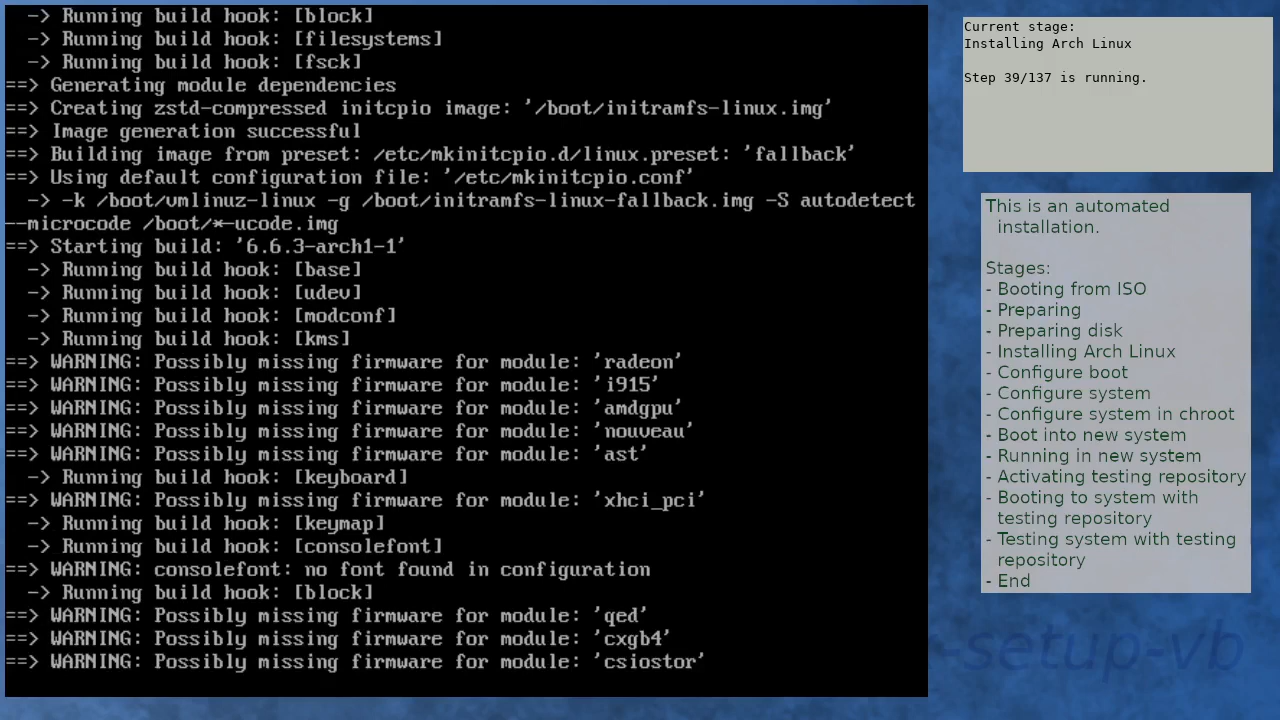 -> Running build hook: [block]
-> Running build hook: [filesystems]
-> Running build hook: [fsck]
==> Generating module dependencies
==> Creating zstd-compressed initcpio image: '/boot/initramfs-linux.img'
==> Image generation successful
==> Building image from preset: /etc/mkinitcpio.d/linux.preset: 'fallback'
==> Using default configuration file: '/etc/mkinitcpio.conf'
-> -k /boot/vmlinuz-linux -g /boot/initramfs-linux-fallback.img -S autodetect
--microcode /boot/*-ucode.img
==> Starting build: '6.6.3-arch1-1'
-> Running build hook: [base]
-> Running build hook: [udev]
-> Running build hook: [modconf]
-> Running build hook: [kms]
==> WARNING: Possibly missing firmware for module: 'radeon'
==> WARNING: Possibly missing firmware for module: 'i915'
==> WARNING: Possibly missing firmware for module: 'amdgpu'
==> WARNING: Possibly missing firmware for module: 'nouveau'
==> WARNING: Possibly missing firmware for module: 'ast'
-> Running build hook: [keyboard]
==> WARNING: Possibly missing firmware for module: 'xhci_pci'
-> Running build hook: [keymap]
-> Running build hook: [consolefont]
==> WARNING: consolefont: no font found in configuration
-> Running build hook: [block]
==> WARNING: Possibly missing firmware for module: 'qed'
==> WARNING: Possibly missing firmware for module: 'cxgb4'
==> WARNING: Possibly missing firmware for module: 'csiostor'
Current stage:
Installing Arch Linux
Step 39/137 is running.
This is an automated
installation.
Stages:
- Booting from ISO
- Preparing
- Preparing disk
- Installing Arch Linux
- Configure boot
- Configure system
- Configure system in chroot
- Boot into new system
- Running in new system
- Activating testing repository
- Booting to system with
testing repository
- Testing system with testing
repository
- End
-setup-vb